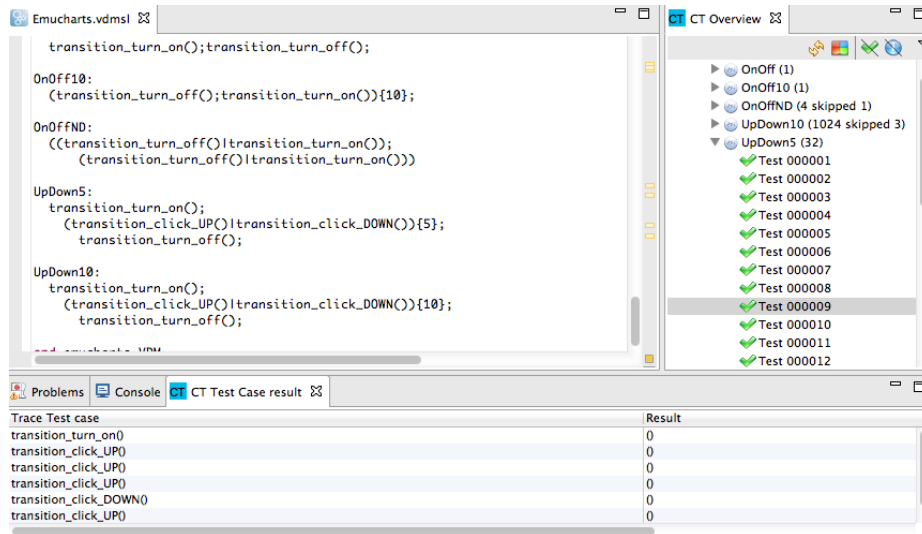 Emucharts.vdmsl
transition_turn_on();transition_turn_off();
OnOff10:
(transition_turn_off();transition_turn_on()){10};
OnOffND:
((transition_turn_off()|transition_turn_on());
(transition_turn_off()|transition_turn_on()))
UpDown5:
transition_turn_on();
(transition_click_UP()|transition_click_DOWN()){5};
transition_turn_off();
UpDown10:
transition_turn_on();
(transition_click_UP()|transition_click_DOWN()){10};
transition_turn_off();
end emucharts_VDM
CT CT Overview
OnOff (1)
OnOff10 (1)
OnOffND (4 skipped 1)
UpDown10 (1024 skipped 3)
UpDown5 (32)
Test 000001
Test 000002
Test 000003
Test 000004
Test 000005
Test 000006
Test 000007
Test 000008
Test 000009
Test 000010
Test 000011
Test 000012
Problems Console CT CT Test Case result
Trace Test case Result
transition_turn_on() ()
transition_click_UP() ()
transition_click_UP() ()
transition_click_UP() ()
transition_click_DOWN() ()
transition_click_UP() ()